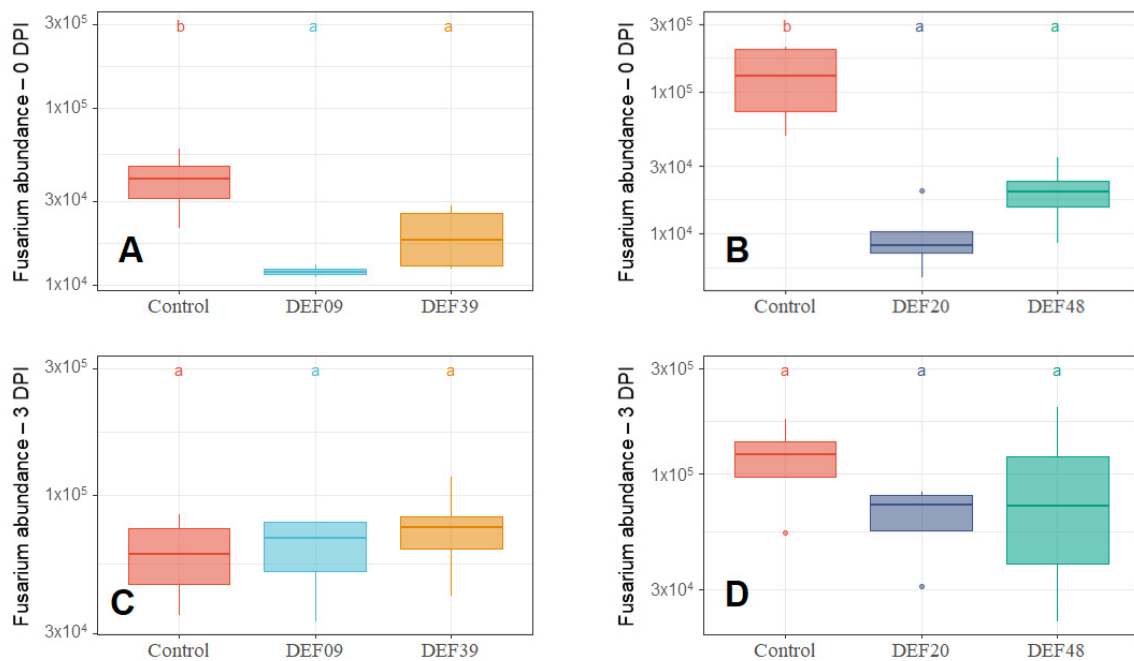 Fusarium abundance – 0 DPI
3x10⁵
1x10⁵
3x10⁴
1x10⁴
b a a
A
Control DEF09 DEF39
Fusarium abundance – 0 DPI
3x10⁵
1x10⁵
3x10⁴
1x10⁴
b a a
B
Control DEF20 DEF48
Fusarium abundance – 3 DPI
3x10⁵
1x10⁵
3x10⁴
a a a
C
Control DEF09 DEF39
Fusarium abundance – 3 DPI
3x10⁵
1x10⁵
3x10⁴
a a a
D
Control DEF20 DEF48